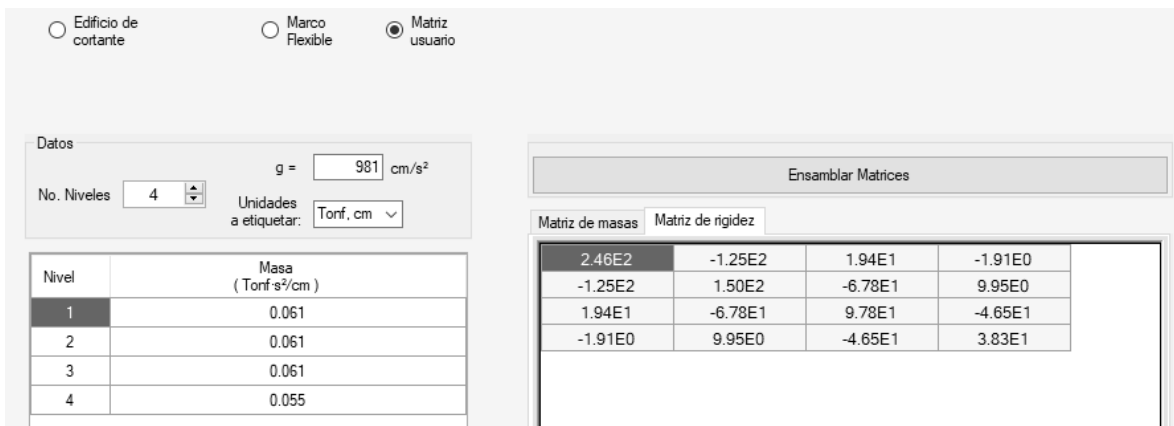 Edificio de cortante
Marco Flexible
Matriz usuario
Datos
g = 981 cm/s²
No. Niveles 4
Unidades a etiquetar: Tonf, cm
Ensamblar Matrices
Matriz de masas Matriz de rigidez
Nivel Masa ( Tonf·s²/cm )
1 0.061
2 0.061
3 0.061
4 0.055
2.46E2 -1.25E2 1.94E1 -1.91E0
-1.25E2 1.50E2 -6.78E1 9.95E0
1.94E1 -6.78E1 9.78E1 -4.65E1
-1.91E0 9.95E0 -4.65E1 3.83E1